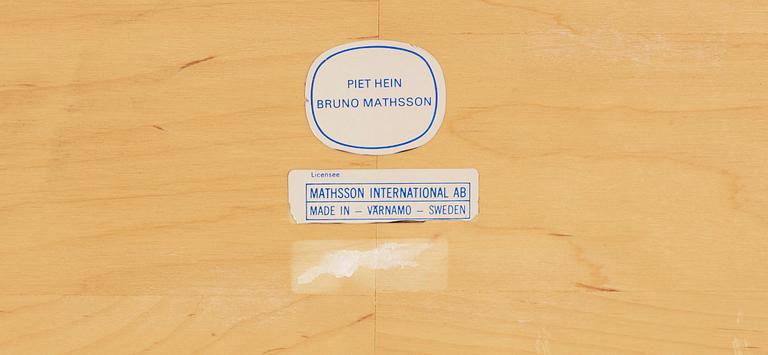 PIET HEIN
BRUNO MATHSSON
Licensee
MATHSSON INTERNATIONAL AB
MADE IN – VÄRNAMO – SWEDEN